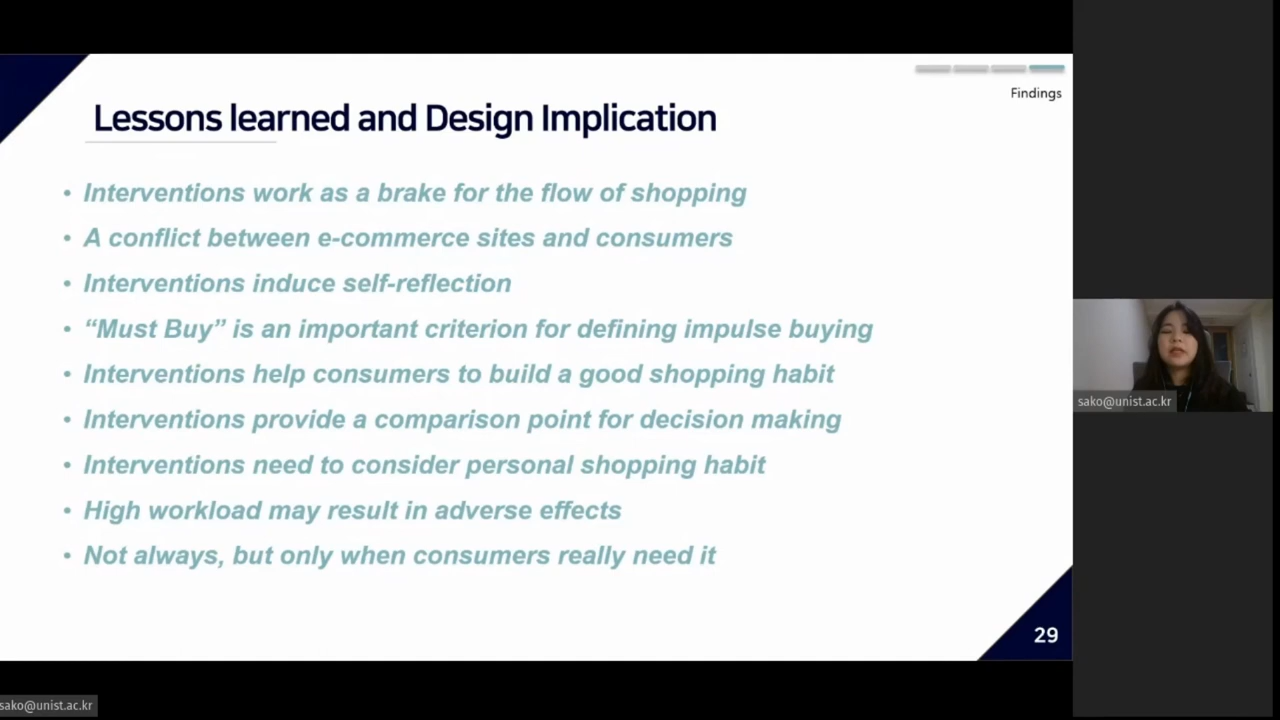 Findings
Lessons learned and Design Implication
• Interventions work as a brake for the flow of shopping
• A conflict between e-commerce sites and consumers
• Interventions induce self-reflection
• “Must Buy” is an important criterion for defining impulse buying
• Interventions help consumers to build a good shopping habit
• Interventions provide a comparison point for decision making
• Interventions need to consider personal shopping habit
• High workload may result in adverse effects
• Not always, but only when consumers really need it
29
sako@unist.ac.kr
sako@unist.ac.kr